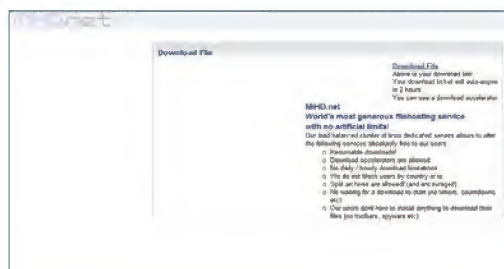 Download File
Download File
Above is your download link
Your download ticket will auto-expire
in 2 hours
You can use a download accelerator
MiHD.net
World's most generous filehosting service
with no artificial limits!
Our load balanced cluster of linux dedicated servers allows to offer
the following services absolutely free to our users
Resumable downloads!
Download accelerators are allowed
No daily / hourly download limitations
We do not block users by country or isp
Split archives are allowed! (and encouraged!)
No waiting for a download to start (no timers, countdowns
etc)
Our users dont have to install anything to download their
files (no toolbars, spyware etc)